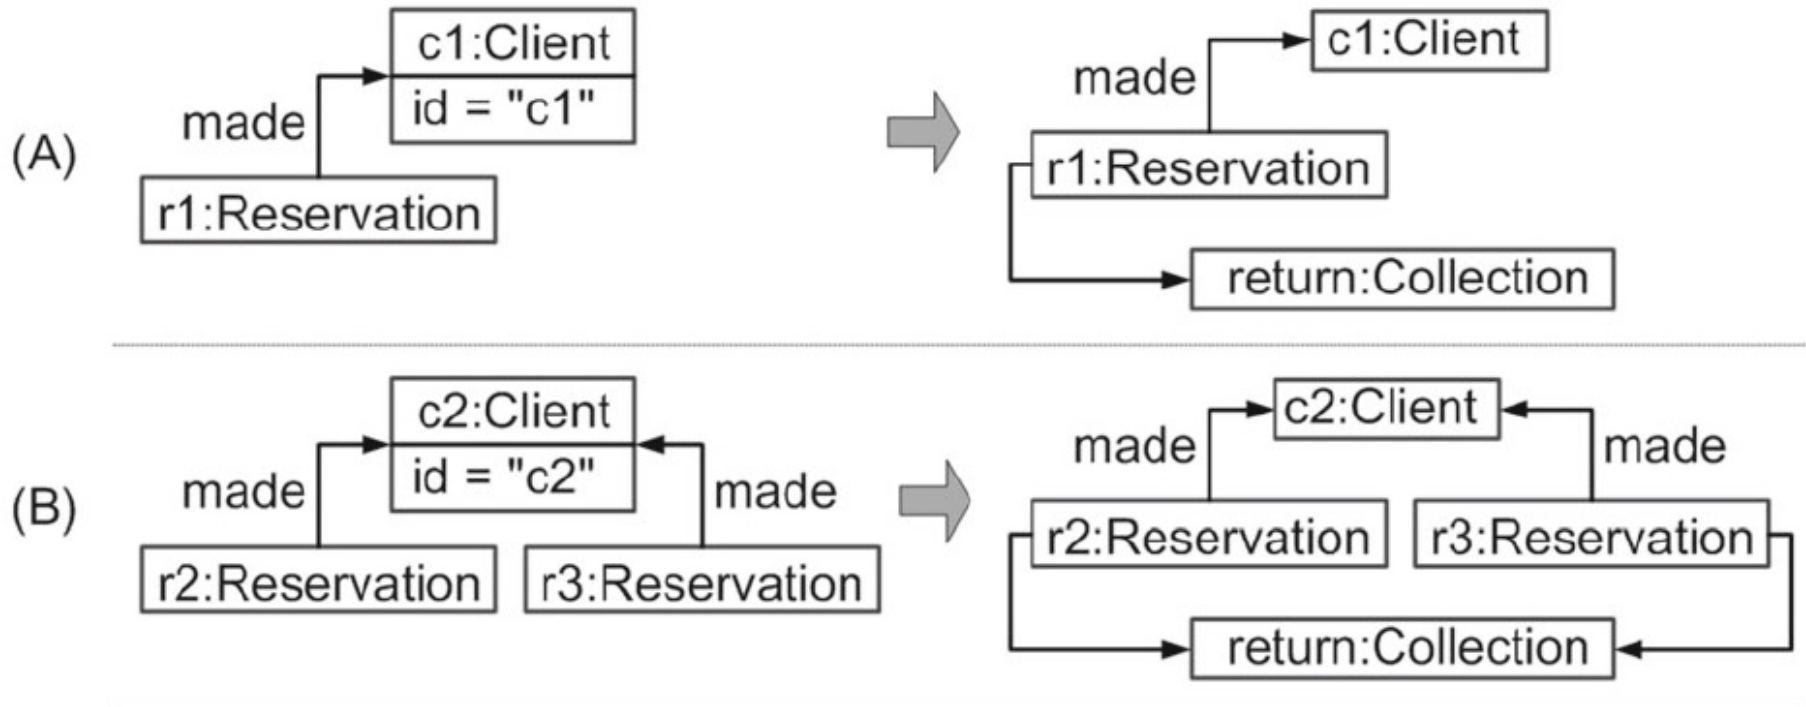 (A)
c1:Client
id = "c1"
made
r1:Reservation
c1:Client
made
r1:Reservation
return:Collection
(B)
c2:Client
id = "c2"
made
made
r2:Reservation
r3:Reservation
c2:Client
made
made
r2:Reservation
r3:Reservation
return:Collection